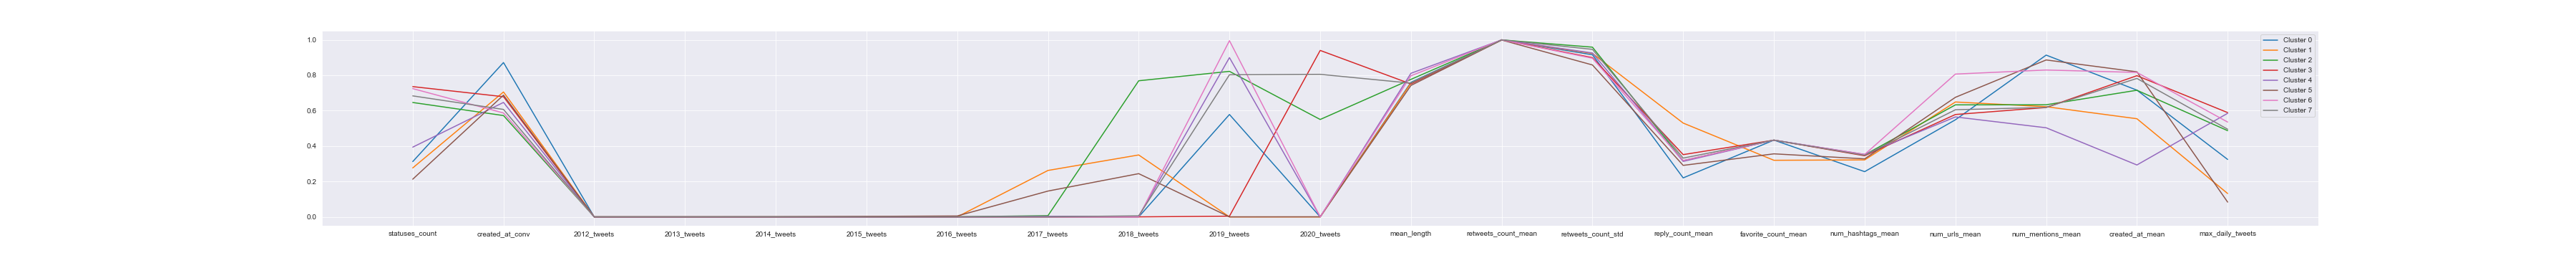 1.0
0.8
0.6
0.4
0.2
0.0
statuses_count
created_at_conv
2012_tweets
2013_tweets
2014_tweets
2015_tweets
2016_tweets
2017_tweets
2018_tweets
2019_tweets
2020_tweets
mean_length
retweets_count_mean
retweets_count_std
reply_count_mean
favorite_count_mean
num_hashtags_mean
num_urls_mean
num_mentions_mean
created_at_mean
max_daily_tweets
Cluster 0
Cluster 1
Cluster 2
Cluster 3
Cluster 4
Cluster 5
Cluster 6
Cluster 7